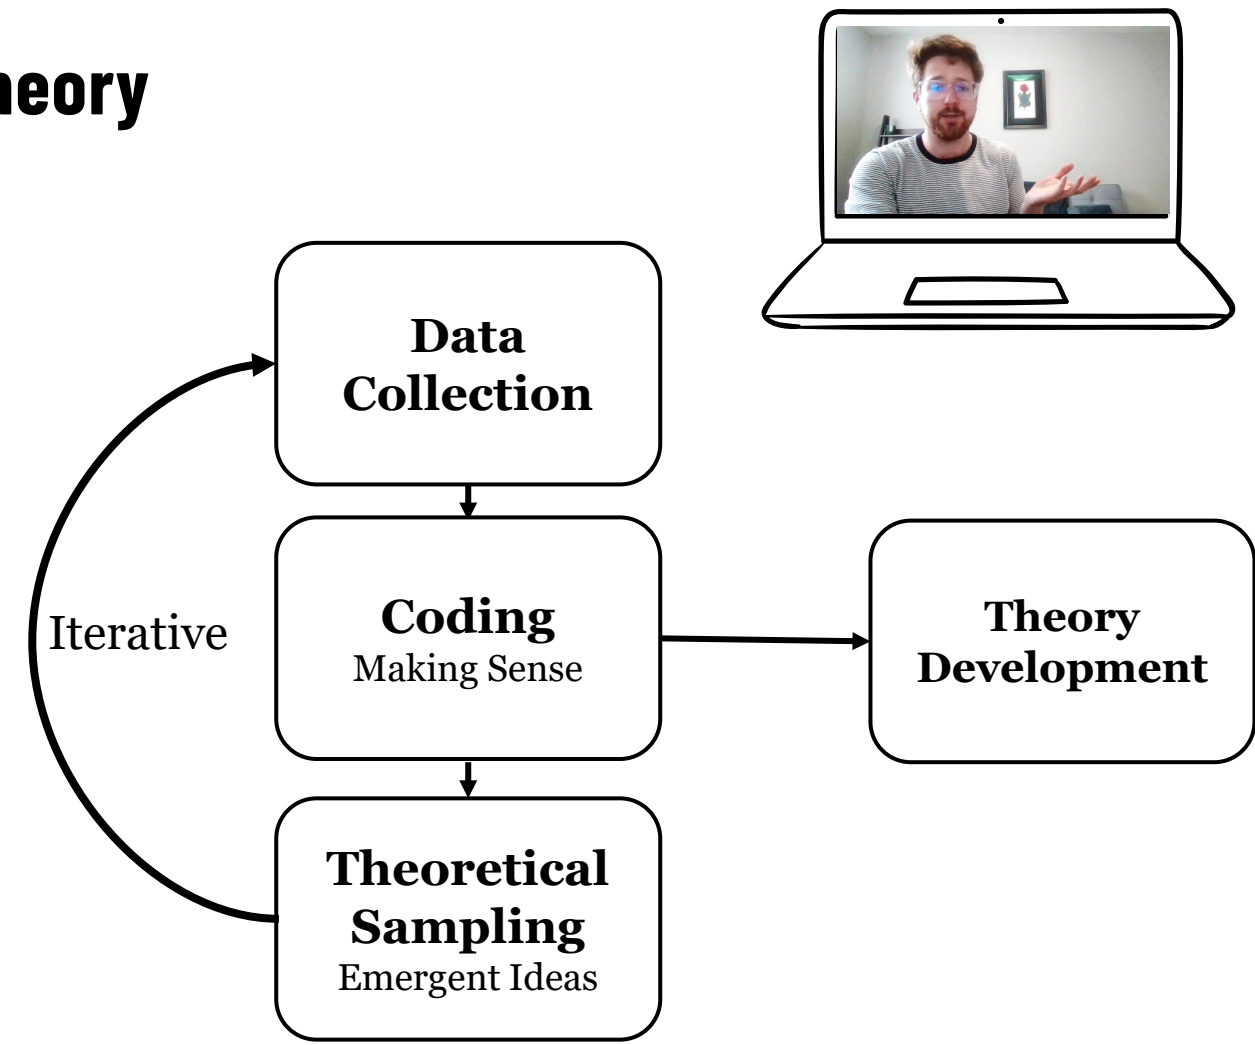 heory
Data
Collection
Iterative
Coding
Making Sense
Theory
Development
Theoretical
Sampling
Emergent Ideas